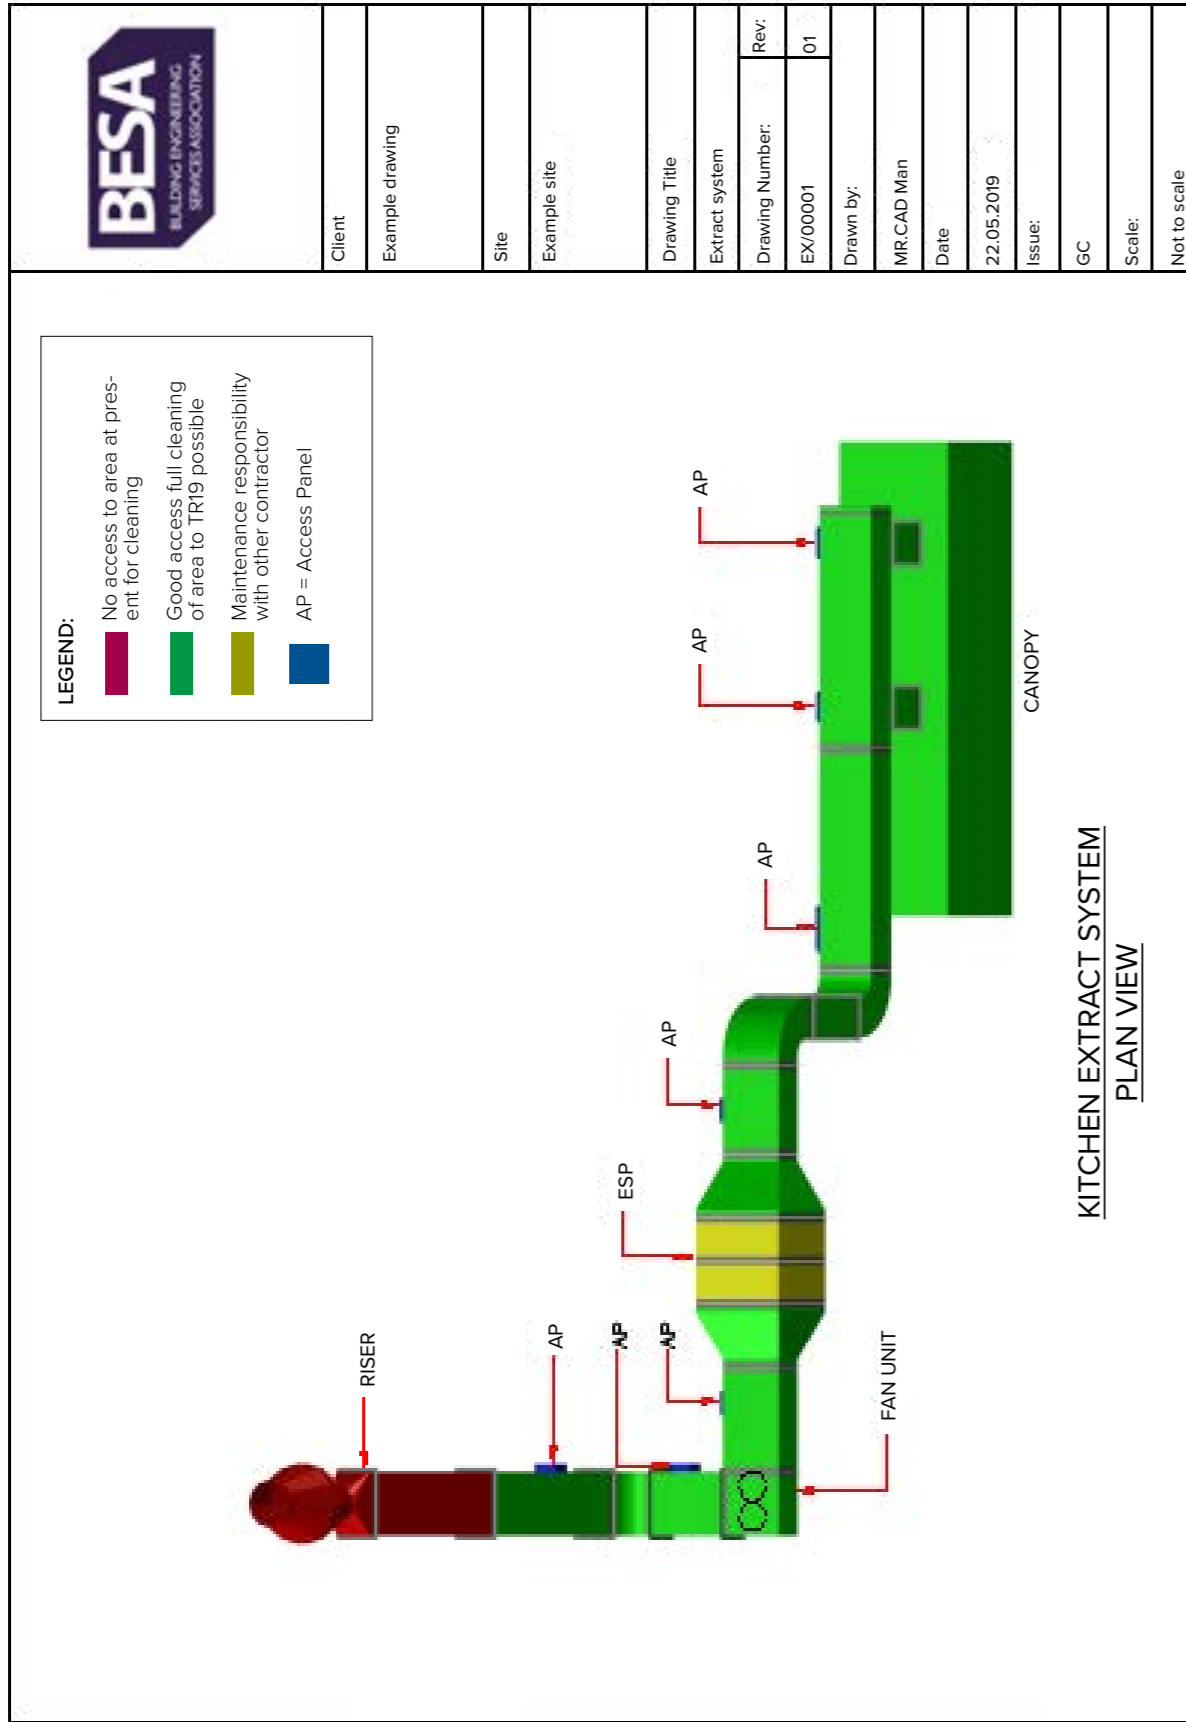 BESA
BUILDING ENGINEERING
SERVICES ASSOCIATION
Client
Example drawing
Site
Example site
Drawing Title
Extract system
Drawing Number:
Rev:
EX/00001
01
Drawn by:
MR.CAD Man
Date
22.05.2019
Issue:
GC
Scale:
Not to scale
LEGEND:
No access to area at pres-
ent for cleaning
Good access full cleaning
of area to TR19 possible
Maintenance responsibility
with other contractor
AP = Access Panel
RISER
AP
AP
AP
ESP
AP
AP
AP
AP
FAN UNIT
CANOPY
KITCHEN EXTRACT SYSTEM
PLAN VIEW